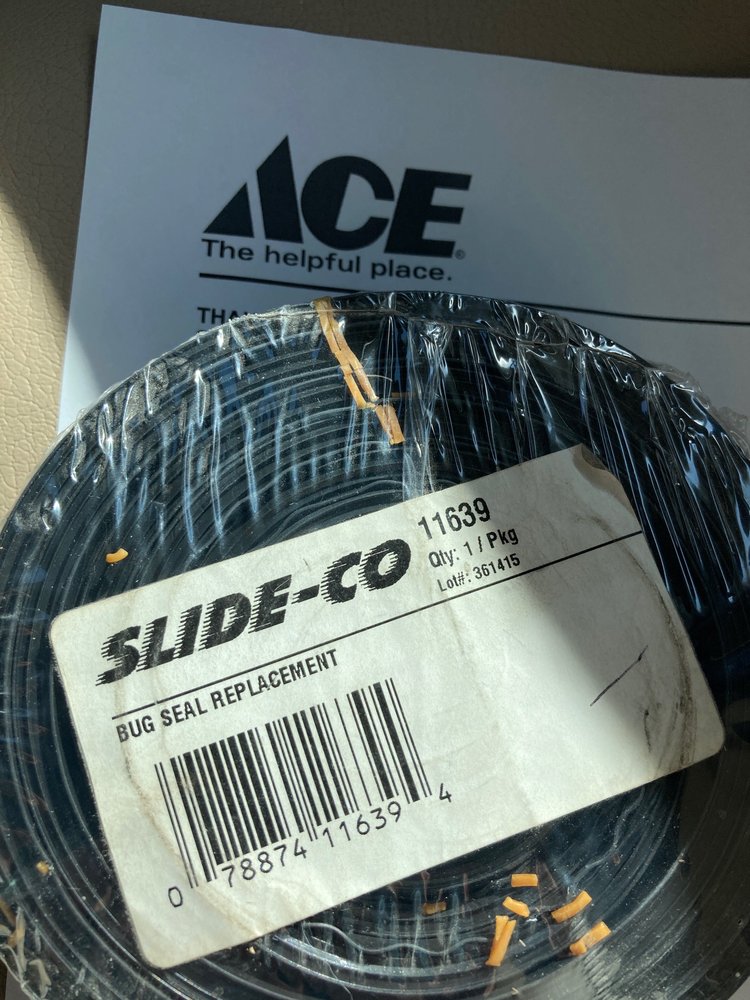 ACE®
The helpful place.
SLIDE-CO
11639
Qty: 1 / Pkg
Lot#: 361415
BUG SEAL REPLACEMENT
0 78874 11639 4